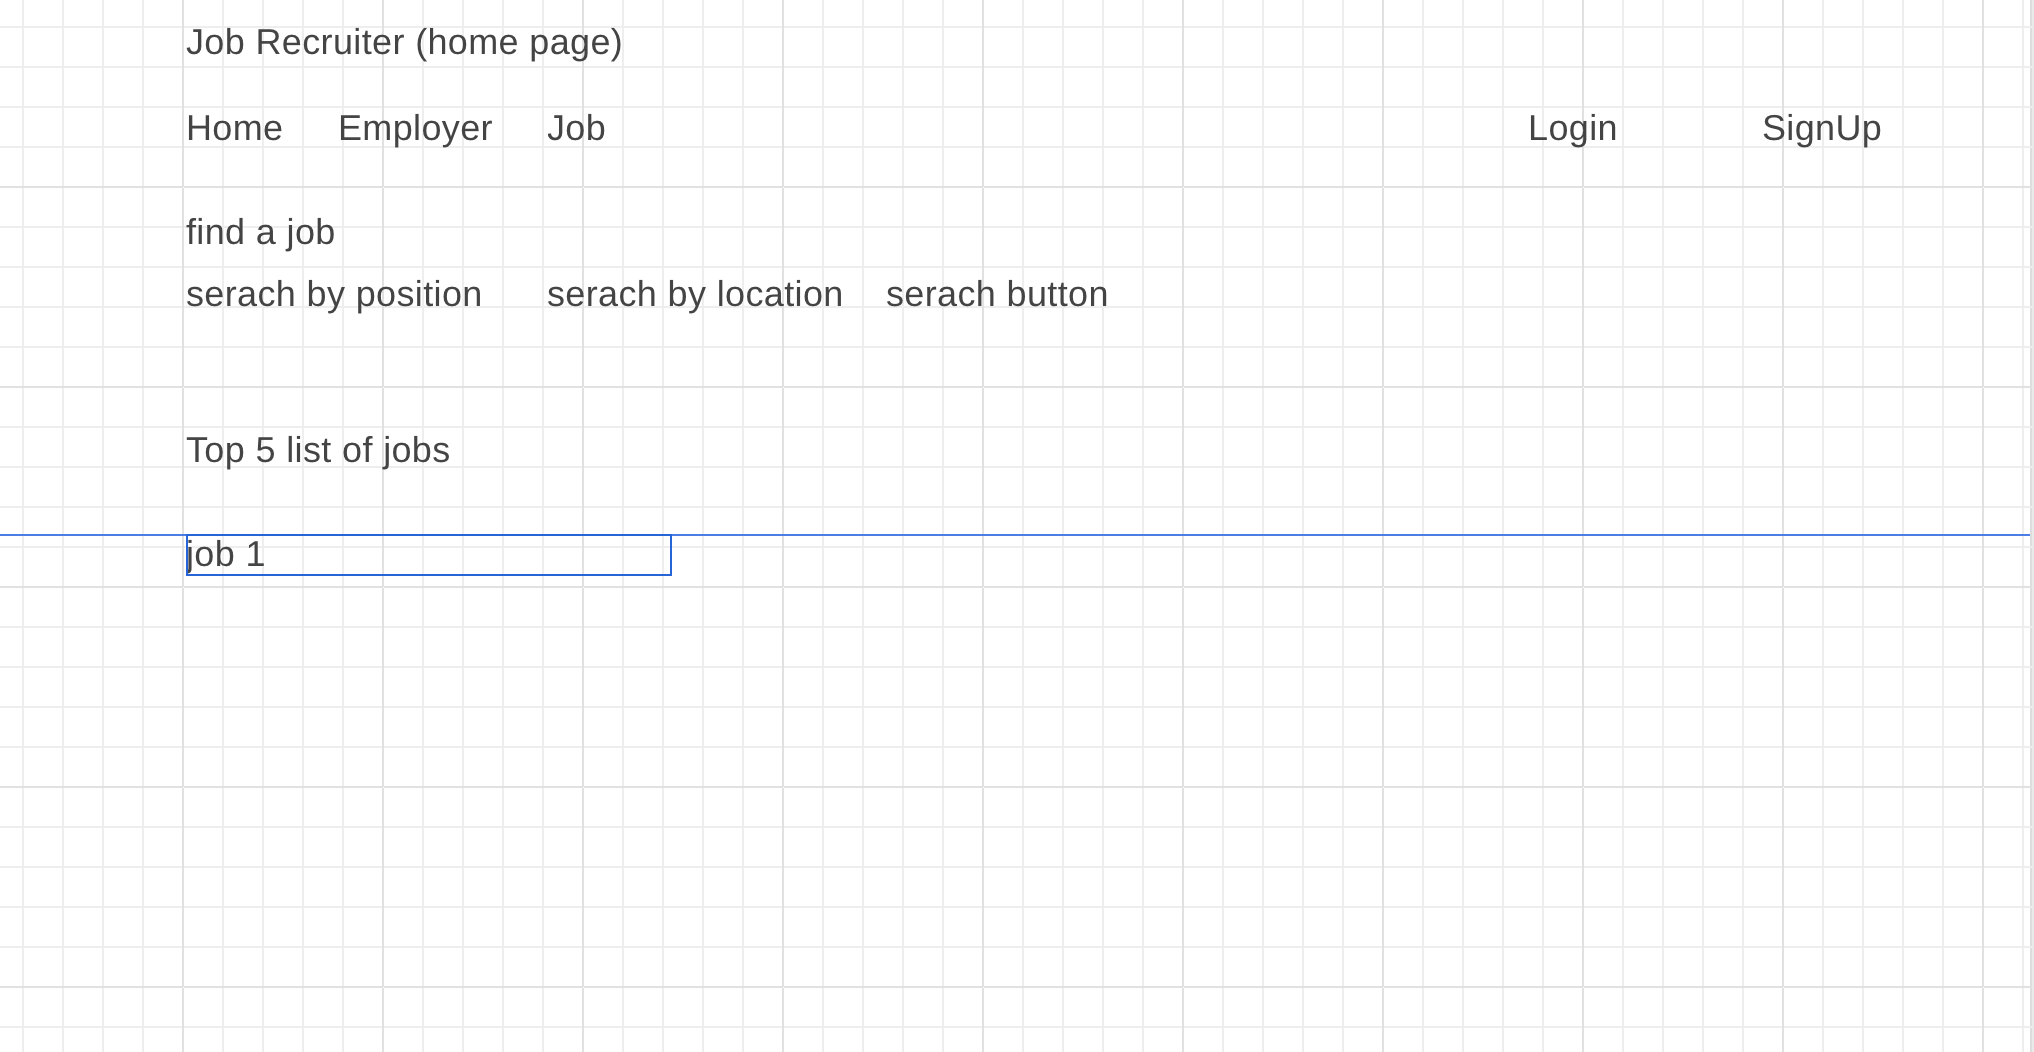 Job Recruiter (home page)
Home Employer Job Login SignUp
find a job
serach by position serach by location serach button
Top 5 list of jobs
job 1